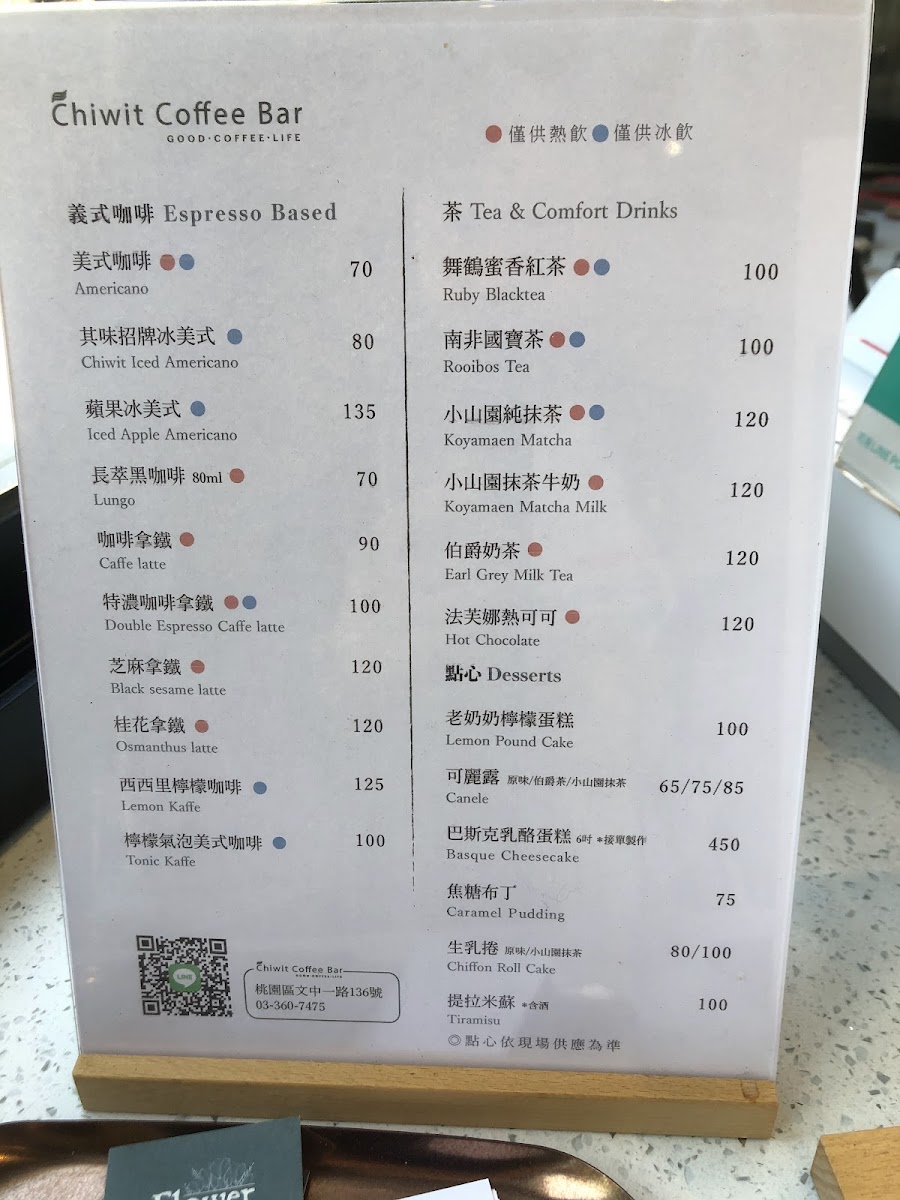 Chiwit Coffee Bar
GOOD·COFFEE·LIFE
僅供熱飲 僅供冰飲
義式咖啡 Espresso Based
美式咖啡 70
Americano
其味招牌冰美式 80
Chiwit Iced Americano
蘋果冰美式 135
Iced Apple Americano
長萃黑咖啡 80ml 70
Lungo
咖啡拿鐵 90
Caffe latte
特濃咖啡拿鐵 100
Double Espresso Caffe latte
芝麻拿鐵 120
Black sesame latte
桂花拿鐵 120
Osmanthus latte
西西里檸檬咖啡 125
Lemon Kaffe
檸檬氣泡美式咖啡 100
Tonic Kaffe
茶 Tea & Comfort Drinks
舞鶴蜜香紅茶 100
Ruby Blacktea
南非國寶茶 100
Rooibos Tea
小山園純抹茶 120
Koyamaen Matcha
小山園抹茶牛奶 120
Koyamaen Matcha Milk
伯爵奶茶 120
Earl Grey Milk Tea
法芙娜熱可可 120
Hot Chocolate
點心 Desserts
老奶奶檸檬蛋糕 100
Lemon Pound Cake
可麗露 原味/伯爵茶/小山園抹茶 65/75/85
Canele
巴斯克乳酪蛋糕 6吋 *接單製作 450
Basque Cheesecake
焦糖布丁 75
Caramel Pudding
生乳捲 原味/小山園抹茶 80/100
Chiffon Roll Cake
提拉米蘇 *含酒 100
Tiramisu
◎點心依現場供應為準
LINE
Chiwit Coffee Bar
GOOD·COFFEE·LIFE
桃園區文中一路136號
03-360-7475
Flower